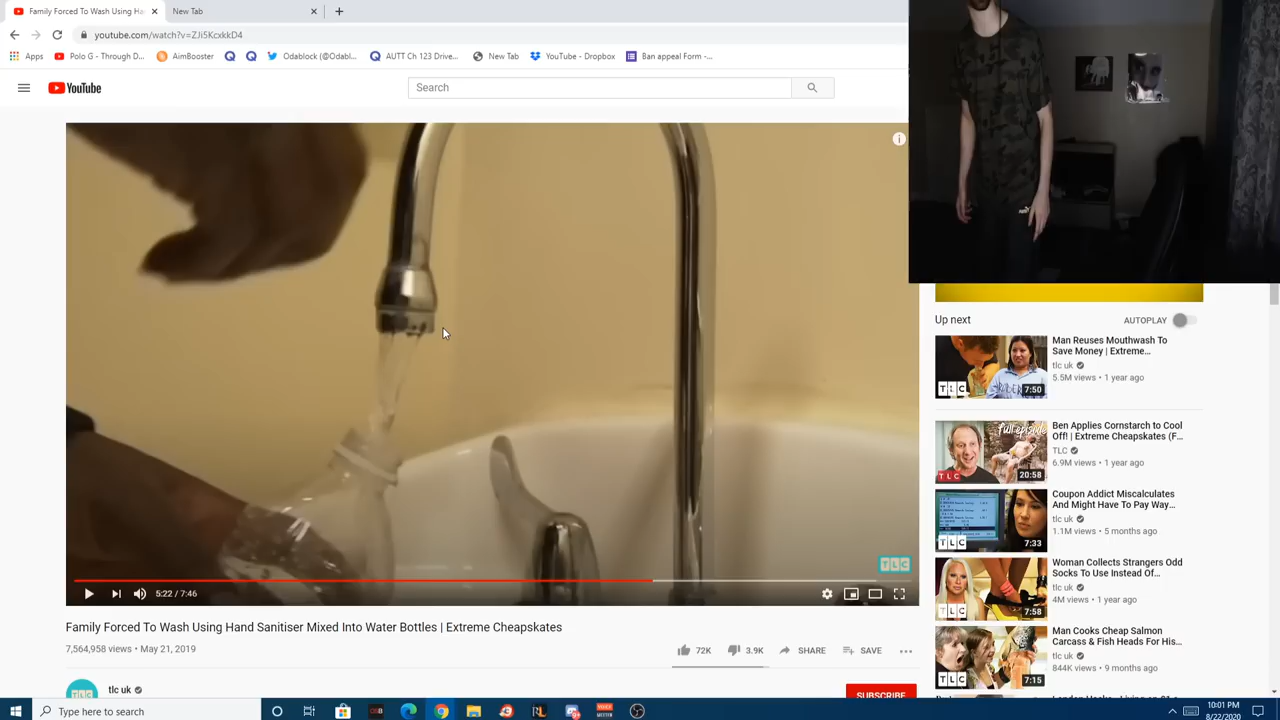 Family Forced To Wash Using Ha
New Tab
youtube.com/watch?v=ZJi5KcxkkD4
Apps
Polo G - Through D...
AimBooster
Odablock (@Odabl...
AUTT Ch 123 Drive...
New Tab
YouTube - Dropbox
Ban appeal Form -...
YouTube
Search
TLC
5:22 / 7:46
Family Forced To Wash Using Hand Sanitiser Mixed Into Water Bottles | Extreme Cheapskates
7,564,958 views • May 21, 2019
72K
3.9K
SHARE
SAVE
TLC
tlc uk
SUBSCRIBE
Up next
AUTOPLAY
TLC
7:50
Man Reuses Mouthwash To
Save Money | Extreme...
tlc uk
5.5M views • 1 year ago
full episode
TLC
20:58
Ben Applies Cornstarch to Cool
Off! | Extreme Cheapskates (F...
TLC
6.9M views • 1 year ago
TLC
7:33
Coupon Addict Miscalculates
And Might Have To Pay Way...
tlc uk
1.1M views • 5 months ago
TLC
7:58
Woman Collects Strangers Odd
Socks To Use Instead Of...
tlc uk
4M views • 1 year ago
TLC
7:15
Man Cooks Cheap Salmon
Carcass & Fish Heads For His...
tlc uk
844K views • 9 months ago
Type here to search
10:01 PM
8/22/2020